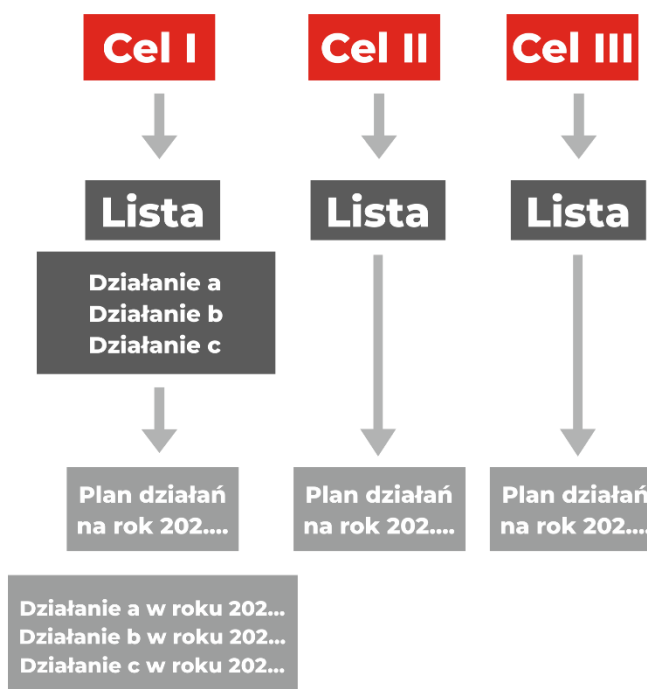 Cel I
Cel II
Cel III
Lista
Lista
Lista
Działanie a
Działanie b
Działanie c
Plan działań
na rok 202....
Plan działań
na rok 202....
Plan działań
na rok 202....
Działanie a w roku 202...
Działanie b w roku 202...
Działanie c w roku 202...